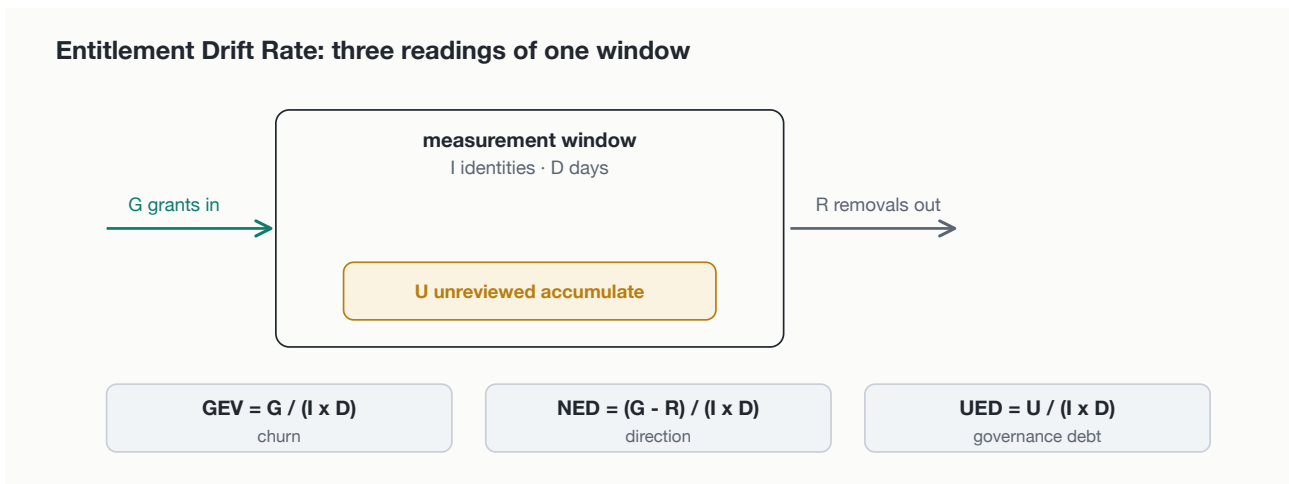 Entitlement Drift Rate: three readings of one window
measurement window
I identities · D days
G grants in
R removals out
U unreviewed accumulate
GEV = G / (I x D)
churn
NED = (G - R) / (I x D)
direction
UED = U / (I x D)
governance debt